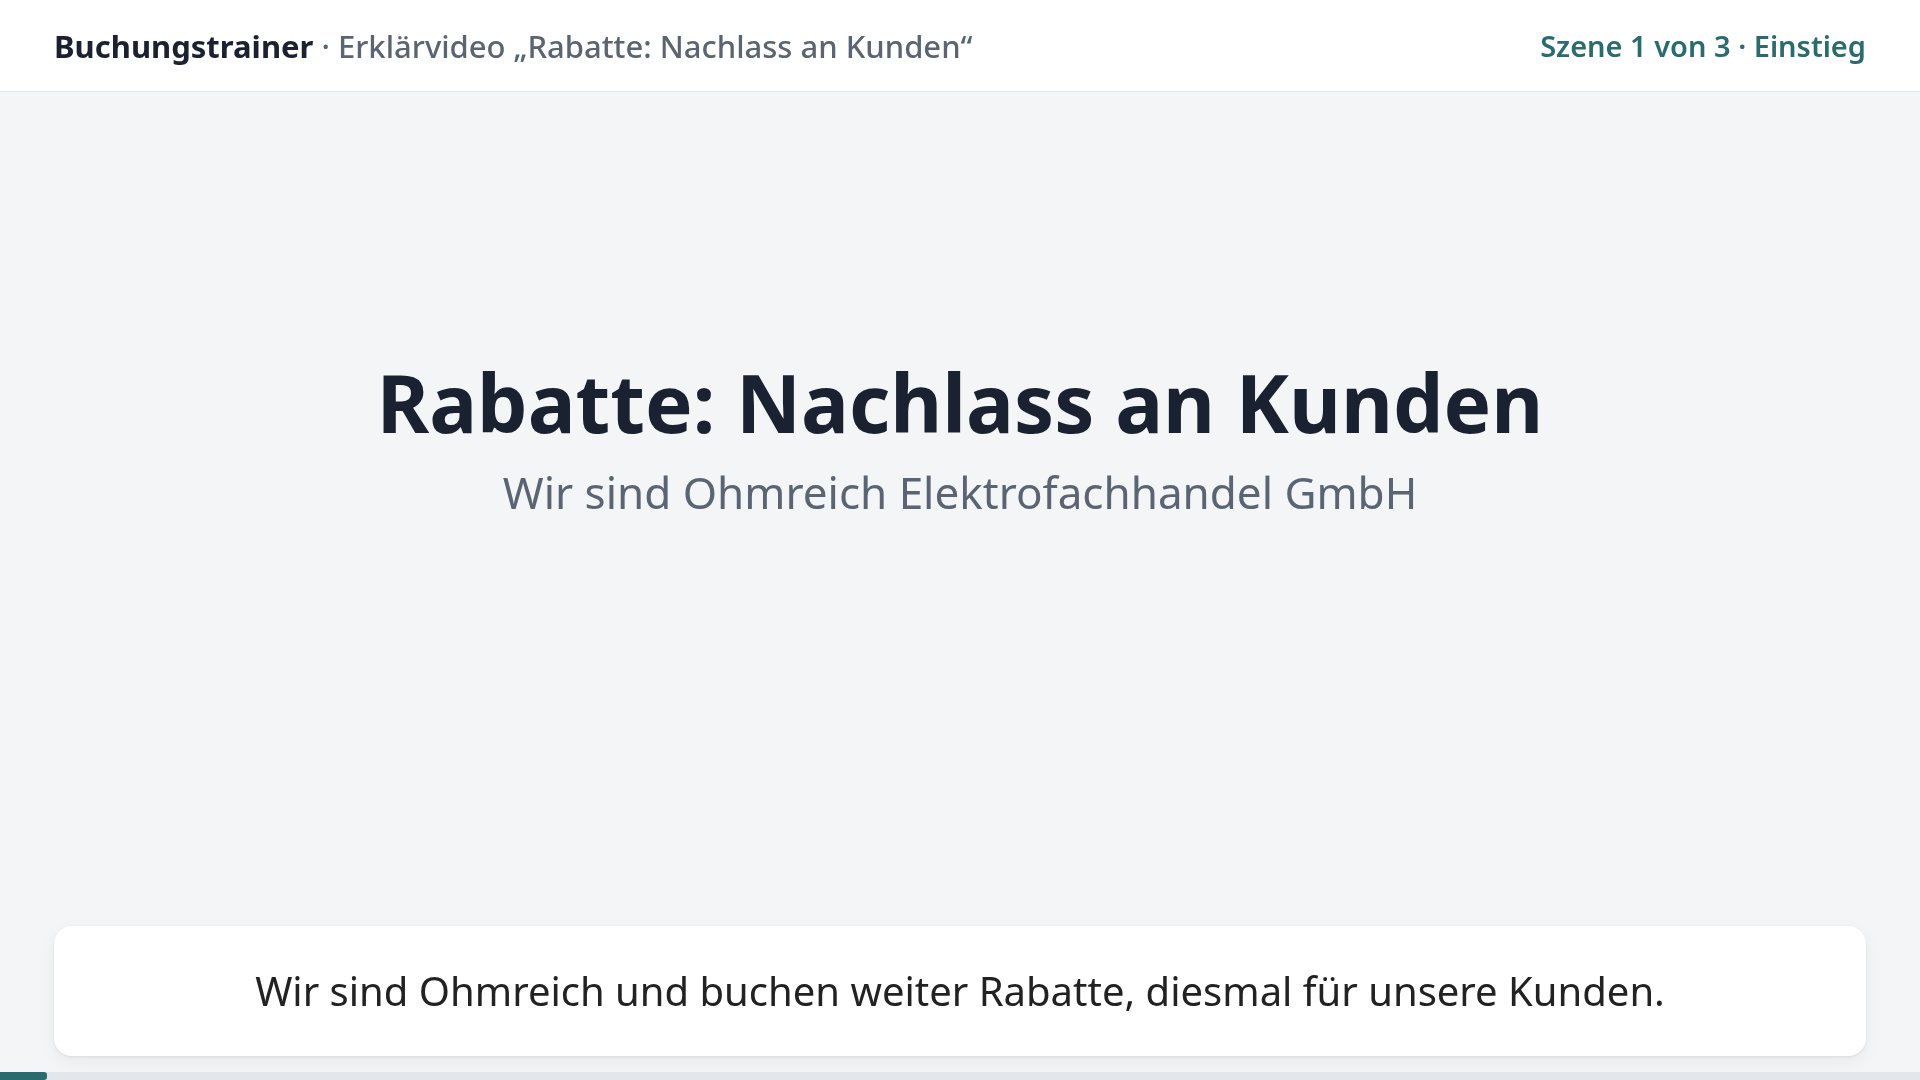 Buchungstrainer · Erklärvideo „Rabatte: Nachlass an Kunden“
Szene 1 von 3 · Einstieg
Rabatte: Nachlass an Kunden
Wir sind Ohmreich Elektrofachhandel GmbH
Wir sind Ohmreich und buchen weiter Rabatte, diesmal für unsere Kunden.